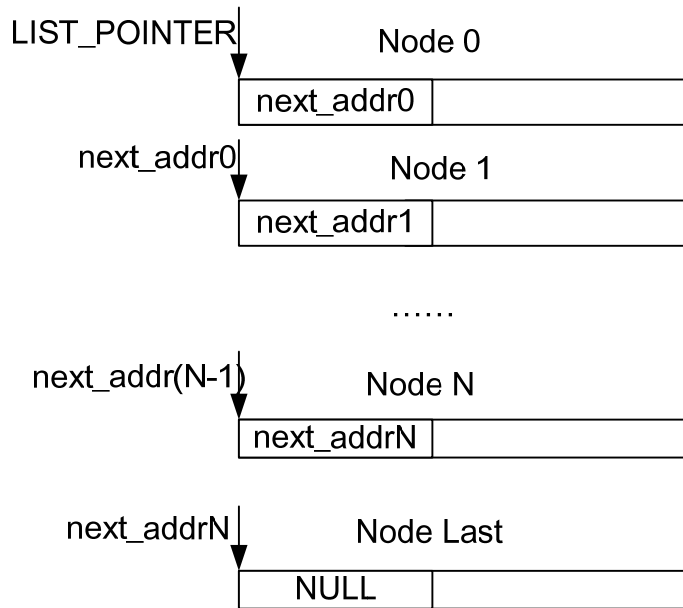 LIST_POINTER Node 0
next_addr0
next_addr0 Node 1
next_addr1
......
next_addr(N-1) Node N
next_addrN
next_addrN Node Last
NULL